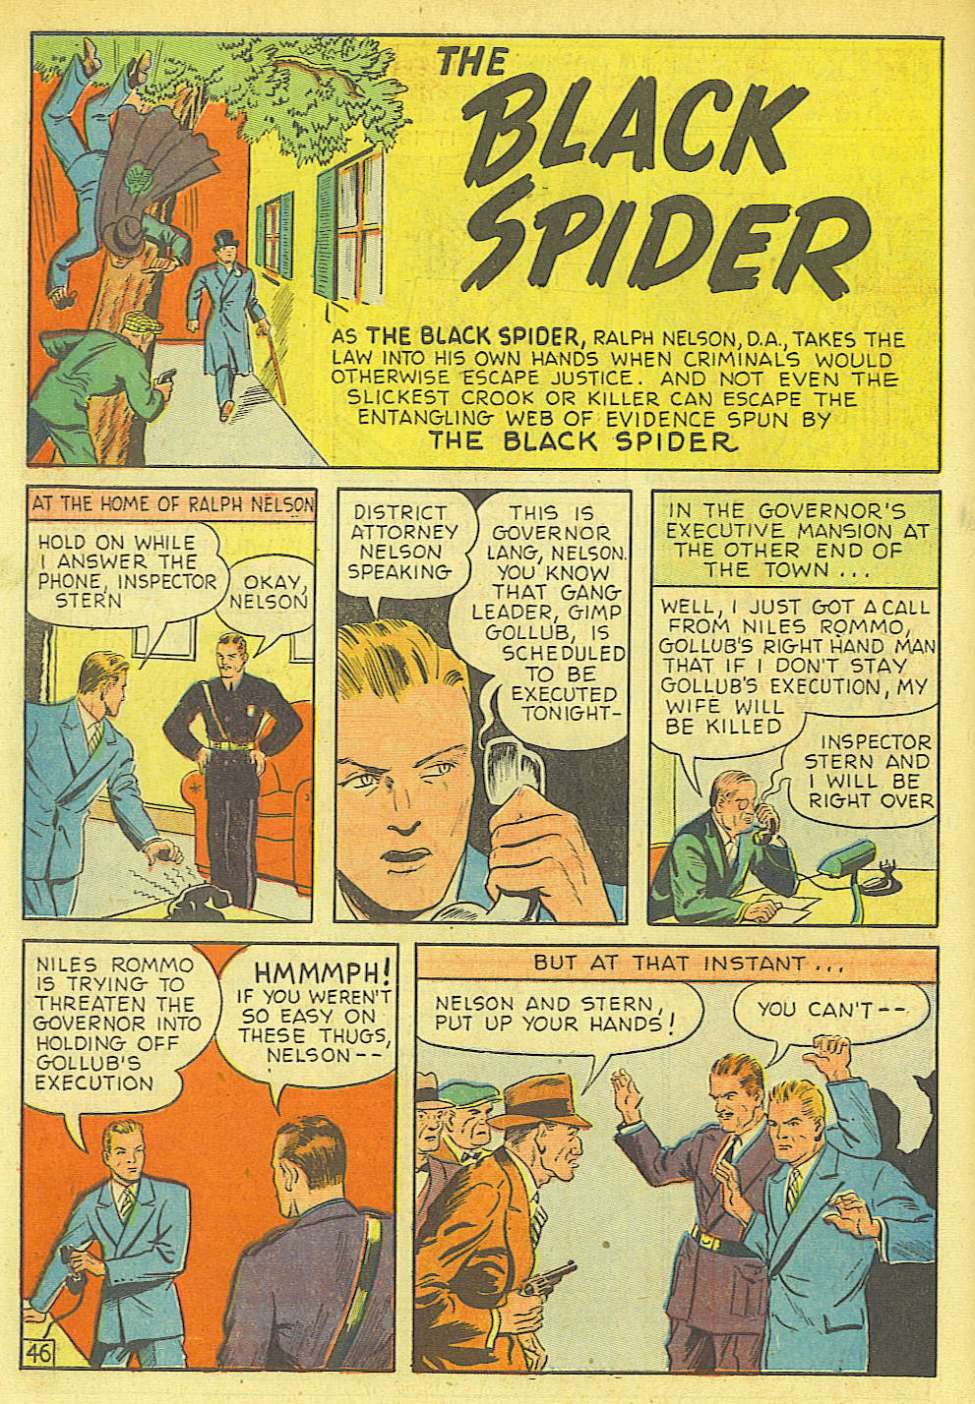 THE
BLACK
SPIDER
AS THE BLACK SPIDER, RALPH NELSON, D.A., TAKES THE
LAW INTO HIS OWN HANDS WHEN CRIMINALS WOULD
OTHERWISE ESCAPE JUSTICE. AND NOT EVEN THE
SLICKEST CROOK OR KILLER CAN ESCAPE THE
ENTANGLING WEB OF EVIDENCE SPUN BY
THE BLACK SPIDER
AT THE HOME OF RALPH NELSON
HOLD ON WHILE
I ANSWER THE
PHONE, INSPECTOR
STERN
OKAY,
NELSON
DISTRICT
ATTORNEY
NELSON
SPEAKING
THIS IS
GOVERNOR
LANG, NELSON.
YOU KNOW
THAT GANG
LEADER, GIMP
GOLLUB, IS
SCHEDULED
TO BE
EXECUTED
TONIGHT-
IN THE GOVERNOR'S
EXECUTIVE MANSION AT
THE OTHER END OF
THE TOWN ...
WELL, I JUST GOT A CALL
FROM NILES ROMMO,
GOLLUB'S RIGHT HAND MAN
THAT IF I DON'T STAY
GOLLUB'S EXECUTION, MY
WIFE WILL
BE KILLED
INSPECTOR
STERN AND
I WILL BE
RIGHT OVER
NILES ROMMO
IS TRYING TO
THREATEN THE
GOVERNOR INTO
HOLDING OFF
GOLLUB'S
EXECUTION
HMMMPH!
IF YOU WEREN'T
SO EASY ON
THESE THUGS,
NELSON--
BUT AT THAT INSTANT...
NELSON AND STERN,
PUT UP YOUR HANDS!
YOU CAN'T--
46